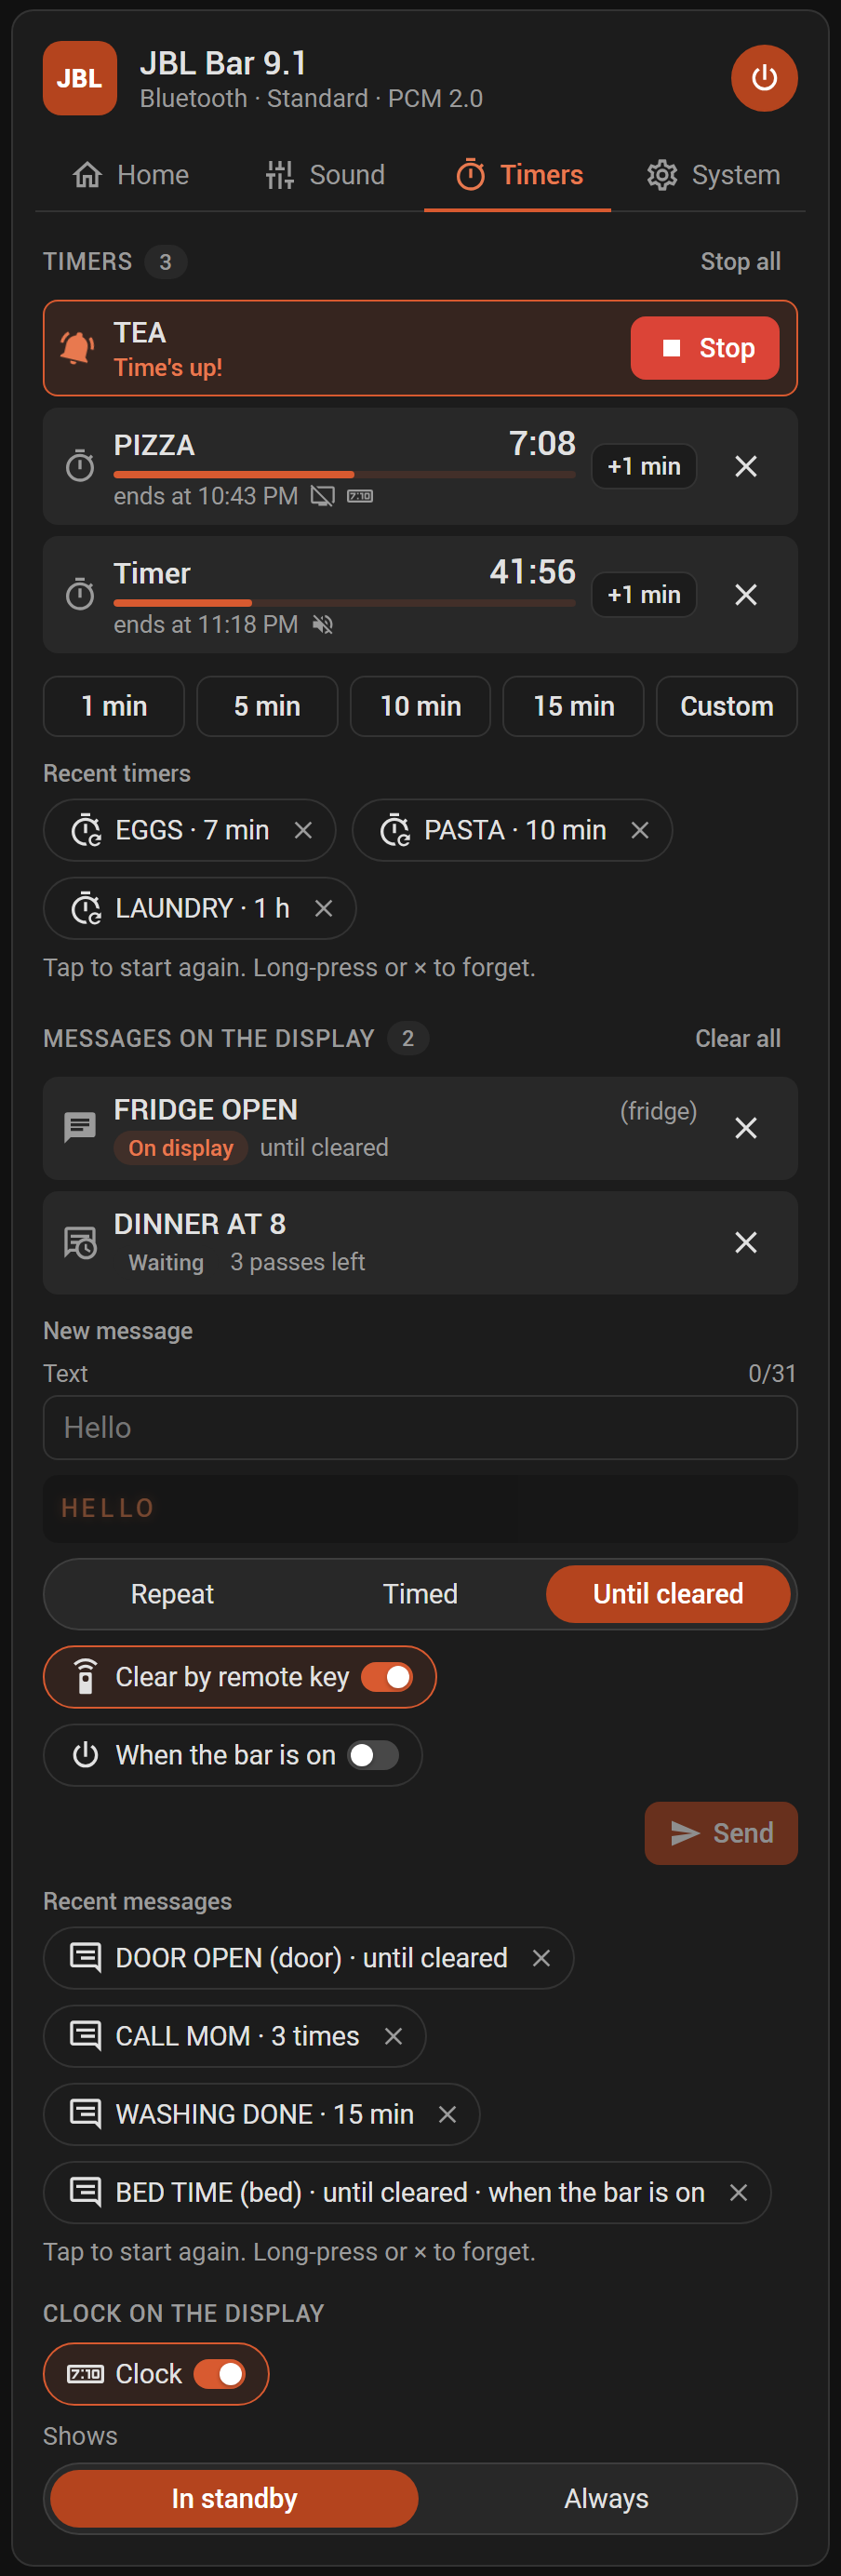 JBL
JBL Bar 9.1
Bluetooth · Standard · PCM 2.0
Home
Sound
Timers
System
TIMERS 3
Stop all
TEA
Time's up!
Stop
PIZZA
7:08
ends at 10:43 PM
7:10
+1 min
Timer
41:56
ends at 11:18 PM
+1 min
1 min
5 min
10 min
15 min
Custom
Recent timers
EGGS · 7 min
PASTA · 10 min
LAUNDRY · 1 h
Tap to start again. Long-press or × to forget.
MESSAGES ON THE DISPLAY 2
Clear all
FRIDGE OPEN
(fridge)
On display until cleared
DINNER AT 8
Waiting 3 passes left
New message
Text
0/31
Hello
HELLO
Repeat
Timed
Until cleared
Clear by remote key
When the bar is on
Send
Recent messages
DOOR OPEN (door) · until cleared
CALL MOM · 3 times
WASHING DONE · 15 min
BED TIME (bed) · until cleared · when the bar is on
Tap to start again. Long-press or × to forget.
CLOCK ON THE DISPLAY
7:10 Clock
Shows
In standby
Always